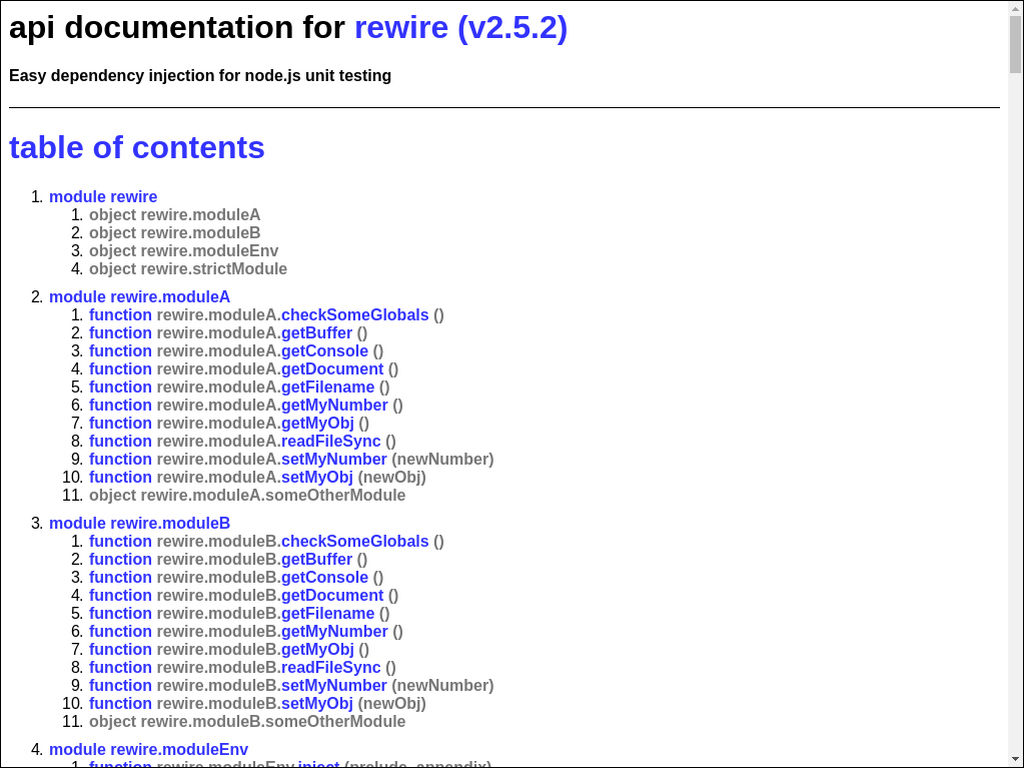 api documentation for rewire (v2.5.2)
Easy dependency injection for node.js unit testing
table of contents
1. module rewire
1. object rewire.moduleA
2. object rewire.moduleB
3. object rewire.moduleEnv
4. object rewire.strictModule
2. module rewire.moduleA
1. function rewire.moduleA.checkSomeGlobals ()
2. function rewire.moduleA.getBuffer ()
3. function rewire.moduleA.getConsole ()
4. function rewire.moduleA.getDocument ()
5. function rewire.moduleA.getFilename ()
6. function rewire.moduleA.getMyNumber ()
7. function rewire.moduleA.getMyObj ()
8. function rewire.moduleA.readFileSync ()
9. function rewire.moduleA.setMyNumber (newNumber)
10. function rewire.moduleA.setMyObj (newObj)
11. object rewire.moduleA.someOtherModule
3. module rewire.moduleB
1. function rewire.moduleB.checkSomeGlobals ()
2. function rewire.moduleB.getBuffer ()
3. function rewire.moduleB.getConsole ()
4. function rewire.moduleB.getDocument ()
5. function rewire.moduleB.getFilename ()
6. function rewire.moduleB.getMyNumber ()
7. function rewire.moduleB.getMyObj ()
8. function rewire.moduleB.readFileSync ()
9. function rewire.moduleB.setMyNumber (newNumber)
10. function rewire.moduleB.setMyObj (newObj)
11. object rewire.moduleB.someOtherModule
4. module rewire.moduleEnv
1. function rewire.moduleEnv.inject (prelude, appendix)